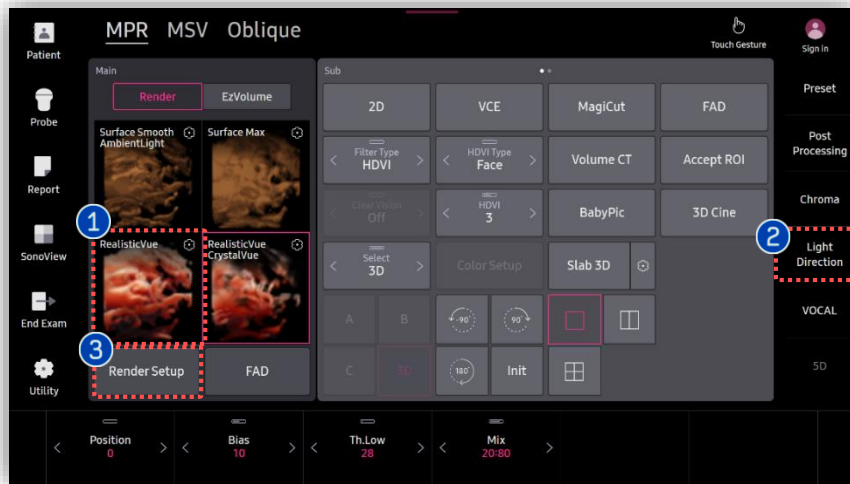 Patient
MPR MSV Oblique
Touch Gesture
Sign in
Main
Sub
Render
EzVolume
2D
VCE
MagiCut
FAD
Preset
Probe
Surface Smooth
AmbientLight
Surface Max
Filter Type
HDVI
HDVI Type
Face
Volume CT
Accept ROI
Post
Processing
Report
Clear Vision
Off
HDVI
3
BabyPic
3D Cine
Chroma
1
2
RealisticVue
RealisticVue
CrystalVue
Light
Direction
SonoView
Select
3D
Color Setup
Slab 3D
End Exam
A
B
-90°
90°
VOCAL
3
Render Setup
FAD
C
3D
180°
Init
5D
Utility
Position
0
Bias
10
Th.Low
28
Mix
20:80